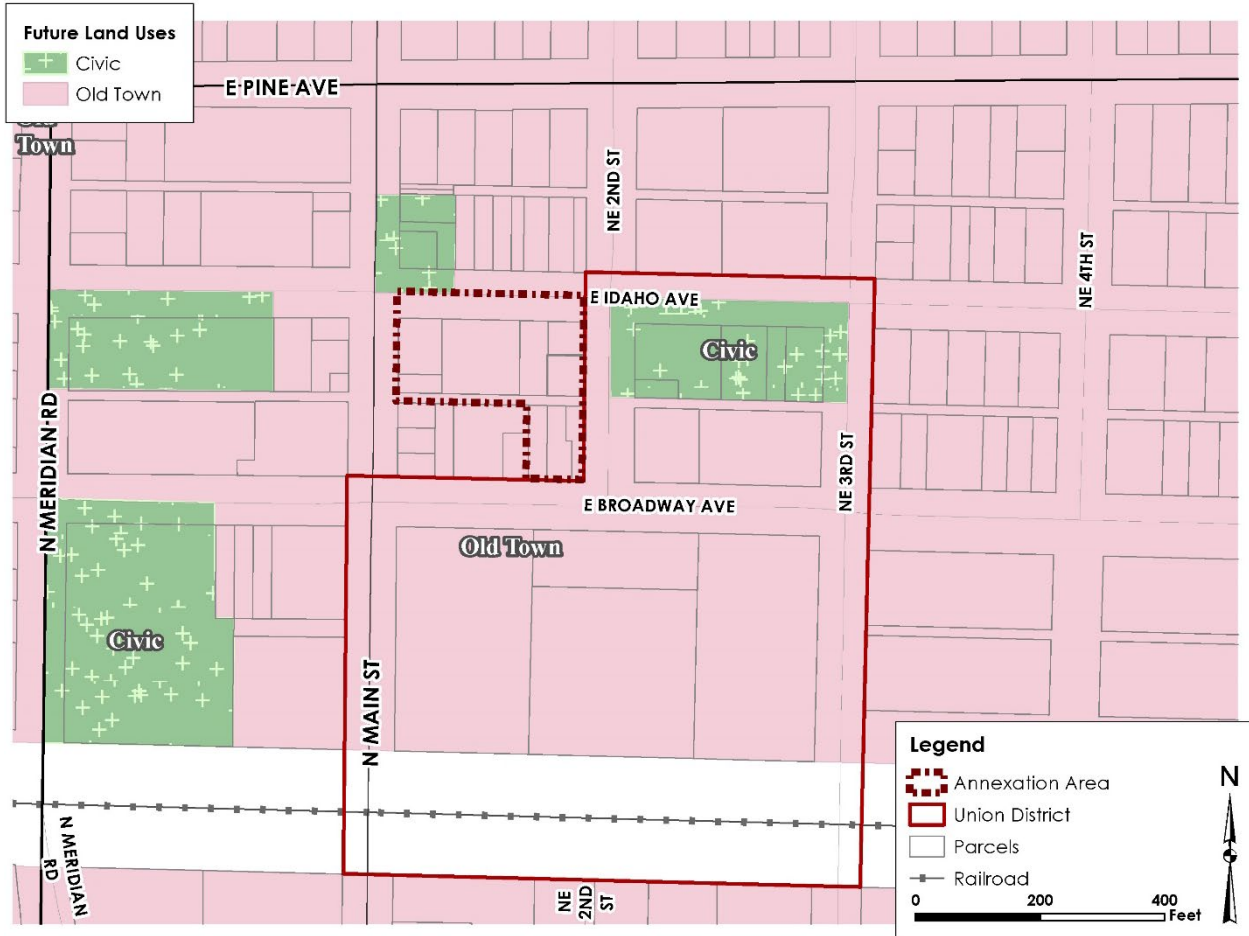 Future Land Uses
Civic
Old Town
E PINE AVE
Old
Town
NE 2ND ST
NE 4TH ST
E IDAHO AVE
Civic
N MERIDIAN RD
NE 3RD ST
E BROADWAY AVE
Old Town
Civic
N MAIN ST
Legend
Annexation Area
Union District
Parcels
Railroad
N
0 200 400
Feet
N MERIDIAN
RD
NE
2ND
ST